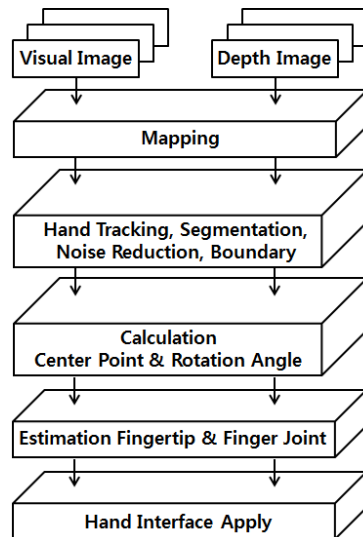 Visual Image
Depth Image
Mapping
Hand Tracking, Segmentation,
Noise Reduction, Boundary
Calculation
Center Point & Rotation Angle
Estimation Fingertip & Finger Joint
Hand Interface Apply